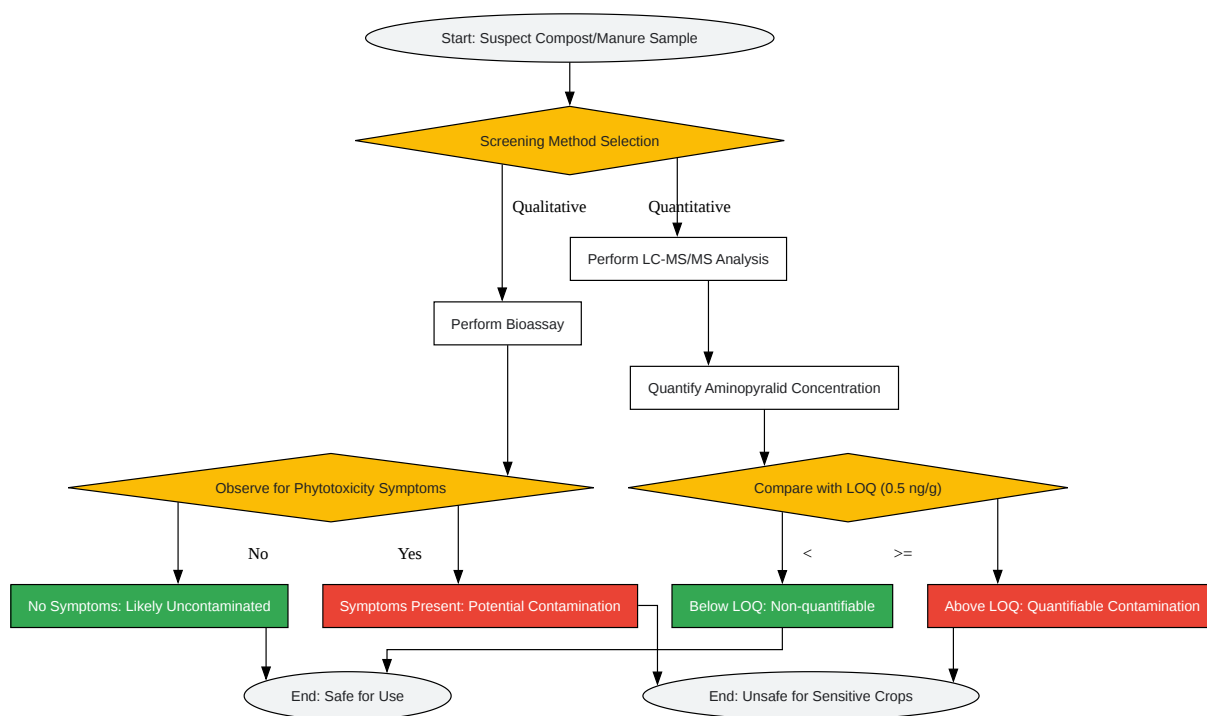 Start: Suspect Compost/Manure Sample
Screening Method Selection
Qualitative
Quantitative
Perform LC-MS/MS Analysis
Perform Bioassay
Quantify Aminopyralid Concentration
Observe for Phytotoxicity Symptoms
Compare with LOQ (0.5 ng/g)
No
Yes
<
>=
No Symptoms: Likely Uncontaminated
Symptoms Present: Potential Contamination
Below LOQ: Non-quantifiable
Above LOQ: Quantifiable Contamination
End: Safe for Use
End: Unsafe for Sensitive Crops